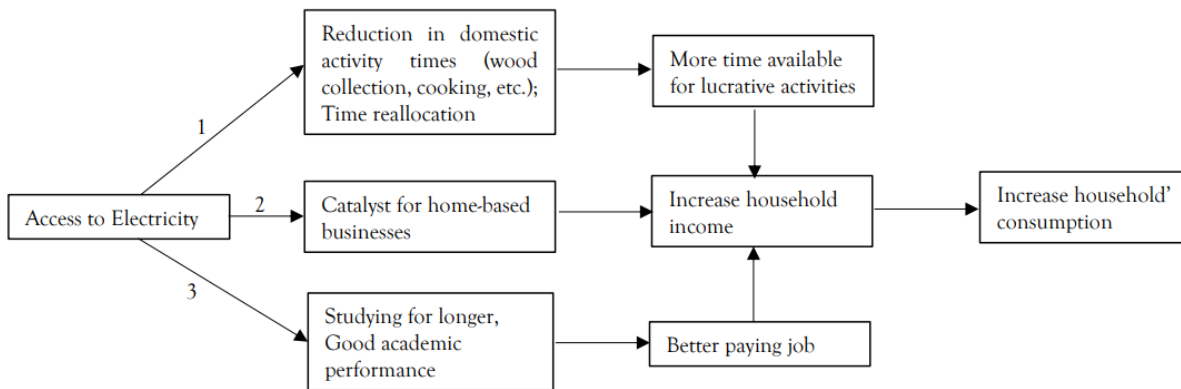 Reduction in domestic
activity times (wood
collection, cooking, etc.);
Time reallocation
More time available
for lucrative activities
1
Access to Electricity
2
Catalyst for home-based
businesses
Increase household
income
Increase household'
consumption
3
Studying for longer,
Good academic
performance
Better paying job